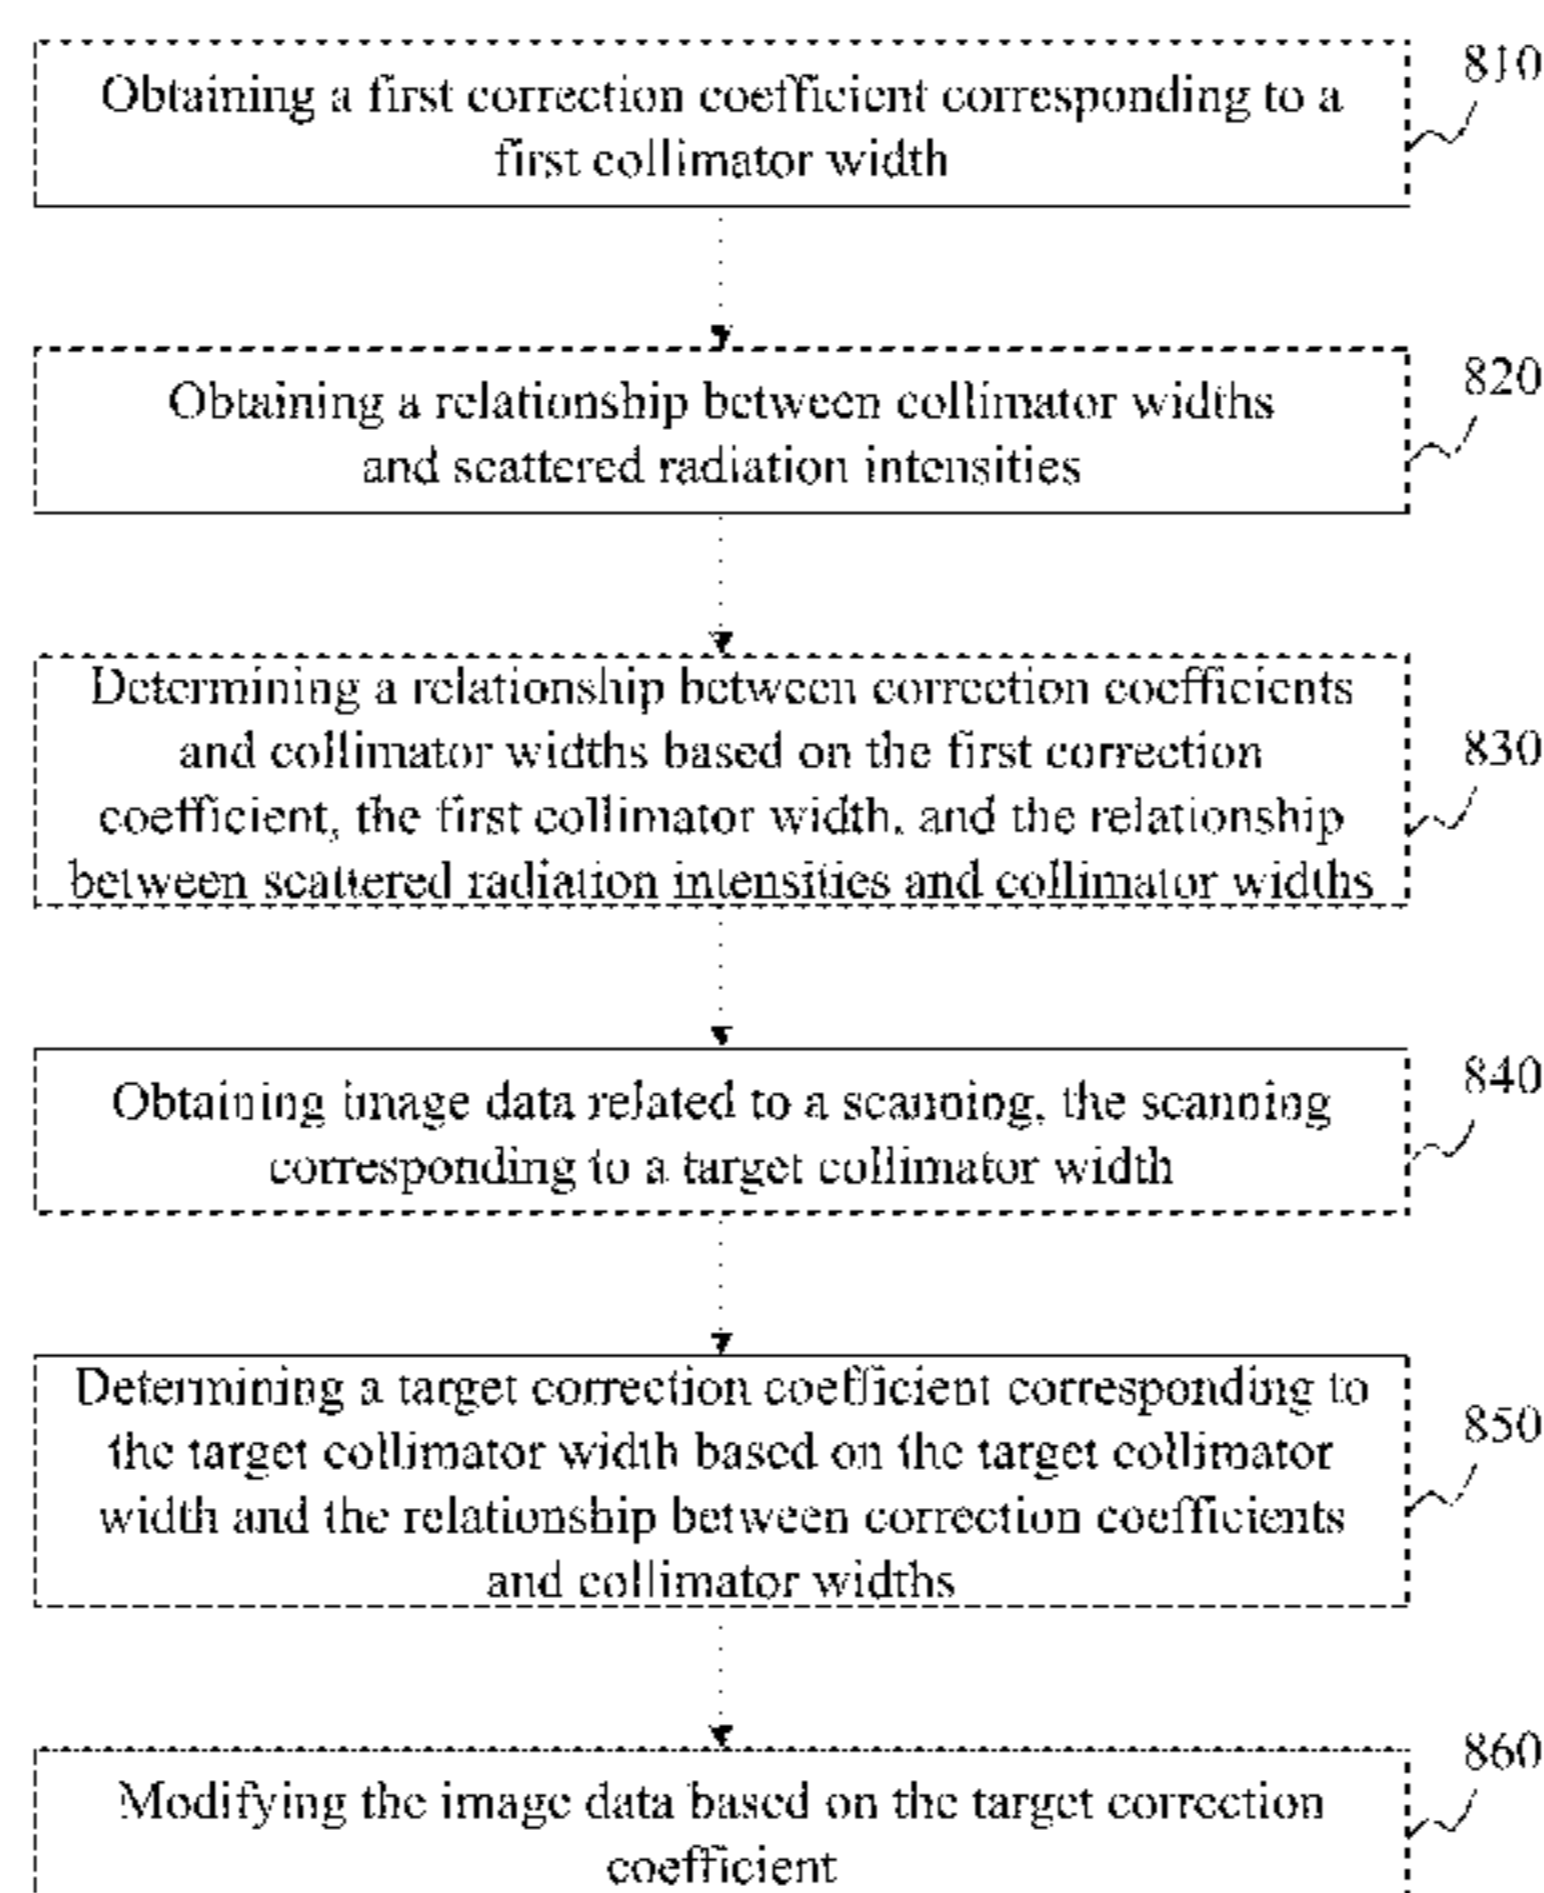 Obtaining a first correction coefficient corresponding to a
first collimator width
810
Obtaining a relationship between collimator widths
and scattered radiation intensities
820
Determining a relationship between correction coefficients
and collimator widths based on the first correction
coefficient, the first collimator width, and the relationship
between scattered radiation intensities and collimator widths
830
Obtaining image data related to a scanning, the scanning
corresponding to a target collimator width
840
Determining a target correction coefficient corresponding to
the target collimator width based on the target collimator
width and the relationship between correction coefficients
and collimator widths
850
Modifying the image data based on the target correction
coefficient
860